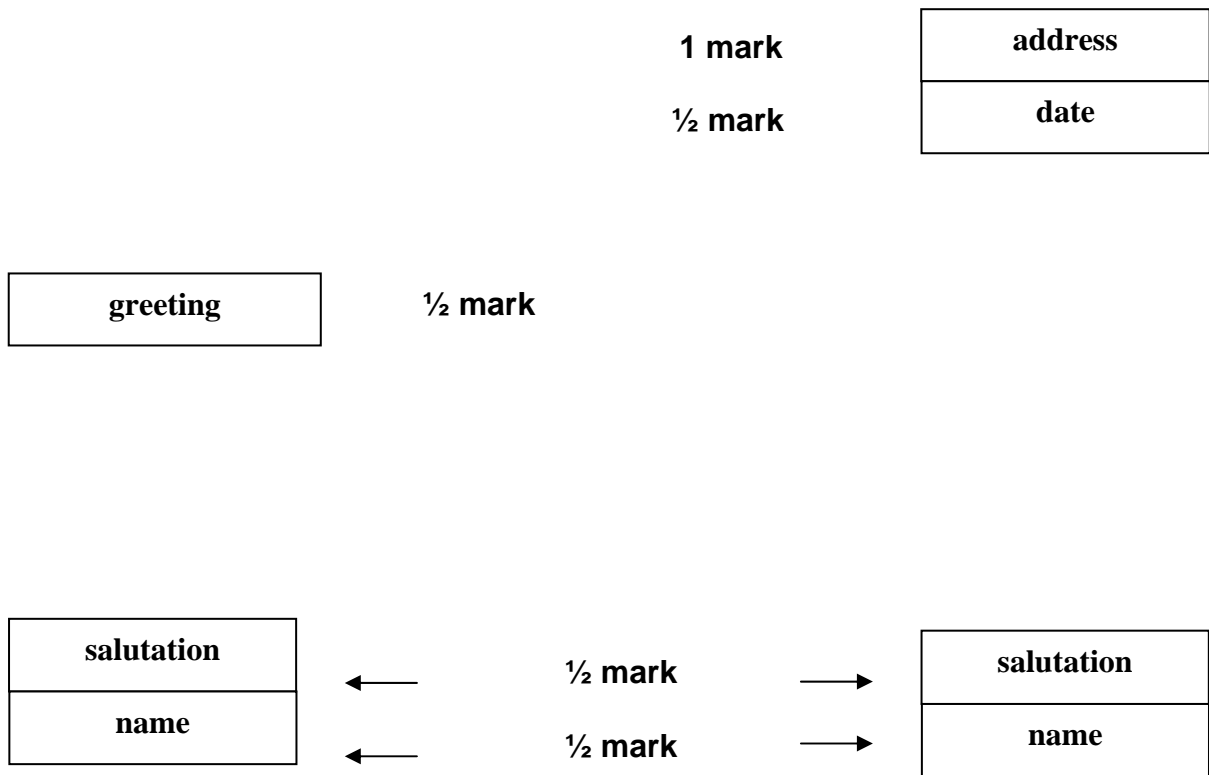 1 mark address
½ mark date
greeting ½ mark
salutation ½ mark salutation
name ½ mark name